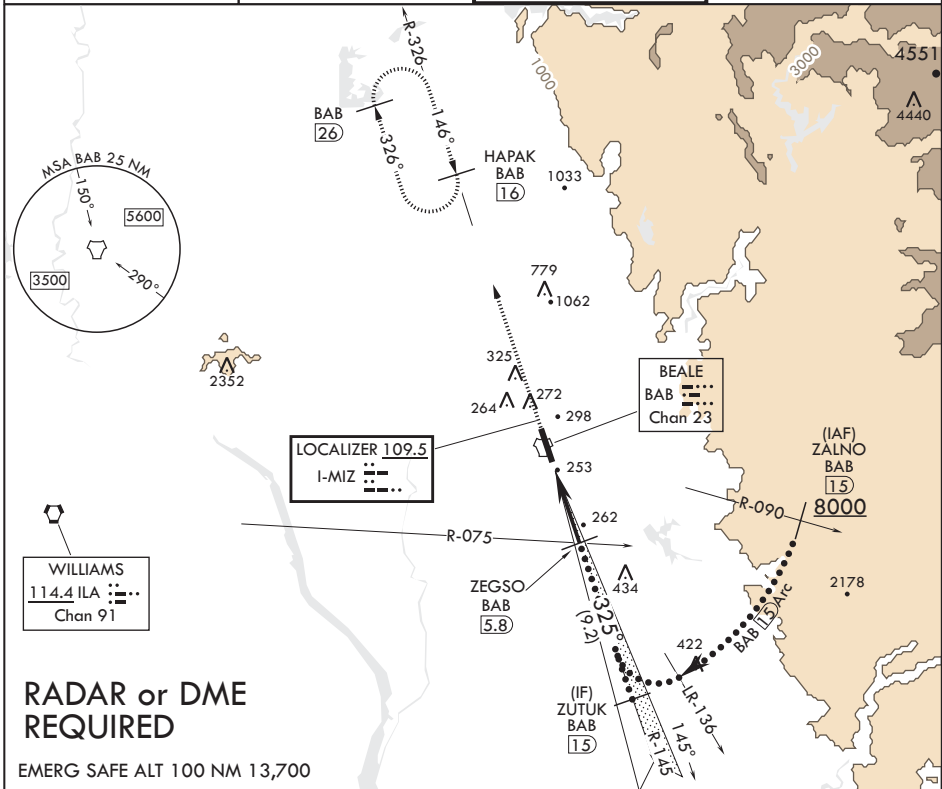 R-326
1000
3000
4551
4440
BAB
26
326°
146°
HAPAK
BAB
16
1033
MSA BAB 25 NM
150°
5600
3500
290°
779
1062
2352
325
264
272
298
BEALE
BAB
Chan 23
LOCALIZER 109.5
I-MIZ
253
(IAF)
ZALNO
BAB
15
8000
R-090
262
R-075
WILLIAMS
114.4 ILA
Chan 91
ZEGSO
BAB
5.8
325°
(9.2)
434
2178
BAB 15 Arc
422
LR-136
(IF)
ZUTUK
BAB
15
R-145
145°
RADAR or DME
REQUIRED
EMERG SAFE ALT 100 NM 13,700